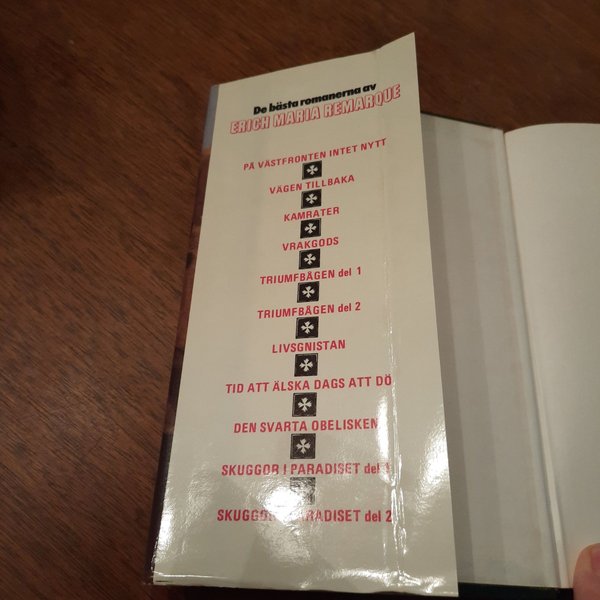 De bästa romanerna av
ERICH MARIA REMARQUE
PÅ VÄSTFRONTEN INTET NYTT
VÄGEN TILLBAKA
KAMRATER
VRAKGODS
TRIUMFBÅGEN del 1
TRIUMFBÅGEN del 2
LIVSGNISTAN
TID ATT ÄLSKA DAGS ATT DÖ
DEN SVARTA OBELISKEN
SKUGGOR I PARADISET del 1
SKUGGOR I PARADISET del 2